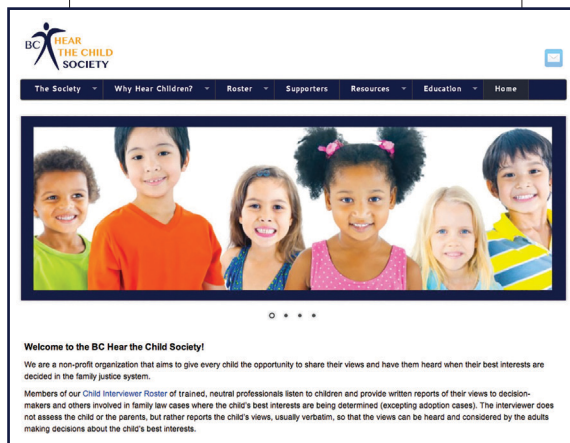 BC HEAR
THE CHILD
SOCIETY
The Society Why Hear Children? Roster Supporters Resources Education Home
Welcome to the BC Hear the Child Society!
We are a non-profit organization that aims to give every child the opportunity to share their views and have them heard when their best interests are
decided in the family justice system.
Members of our Child Interviewer Roster of trained, neutral professionals listen to children and provide written reports of their views to decision-
makers and others involved in family law cases where the child's best interests are being determined (excepting adoption cases). The interviewer does
not assess the child or the parents, but rather reports the child's views, usually verbatim, so that the views can be heard and considered by the adults
making decisions about the child's best interests.